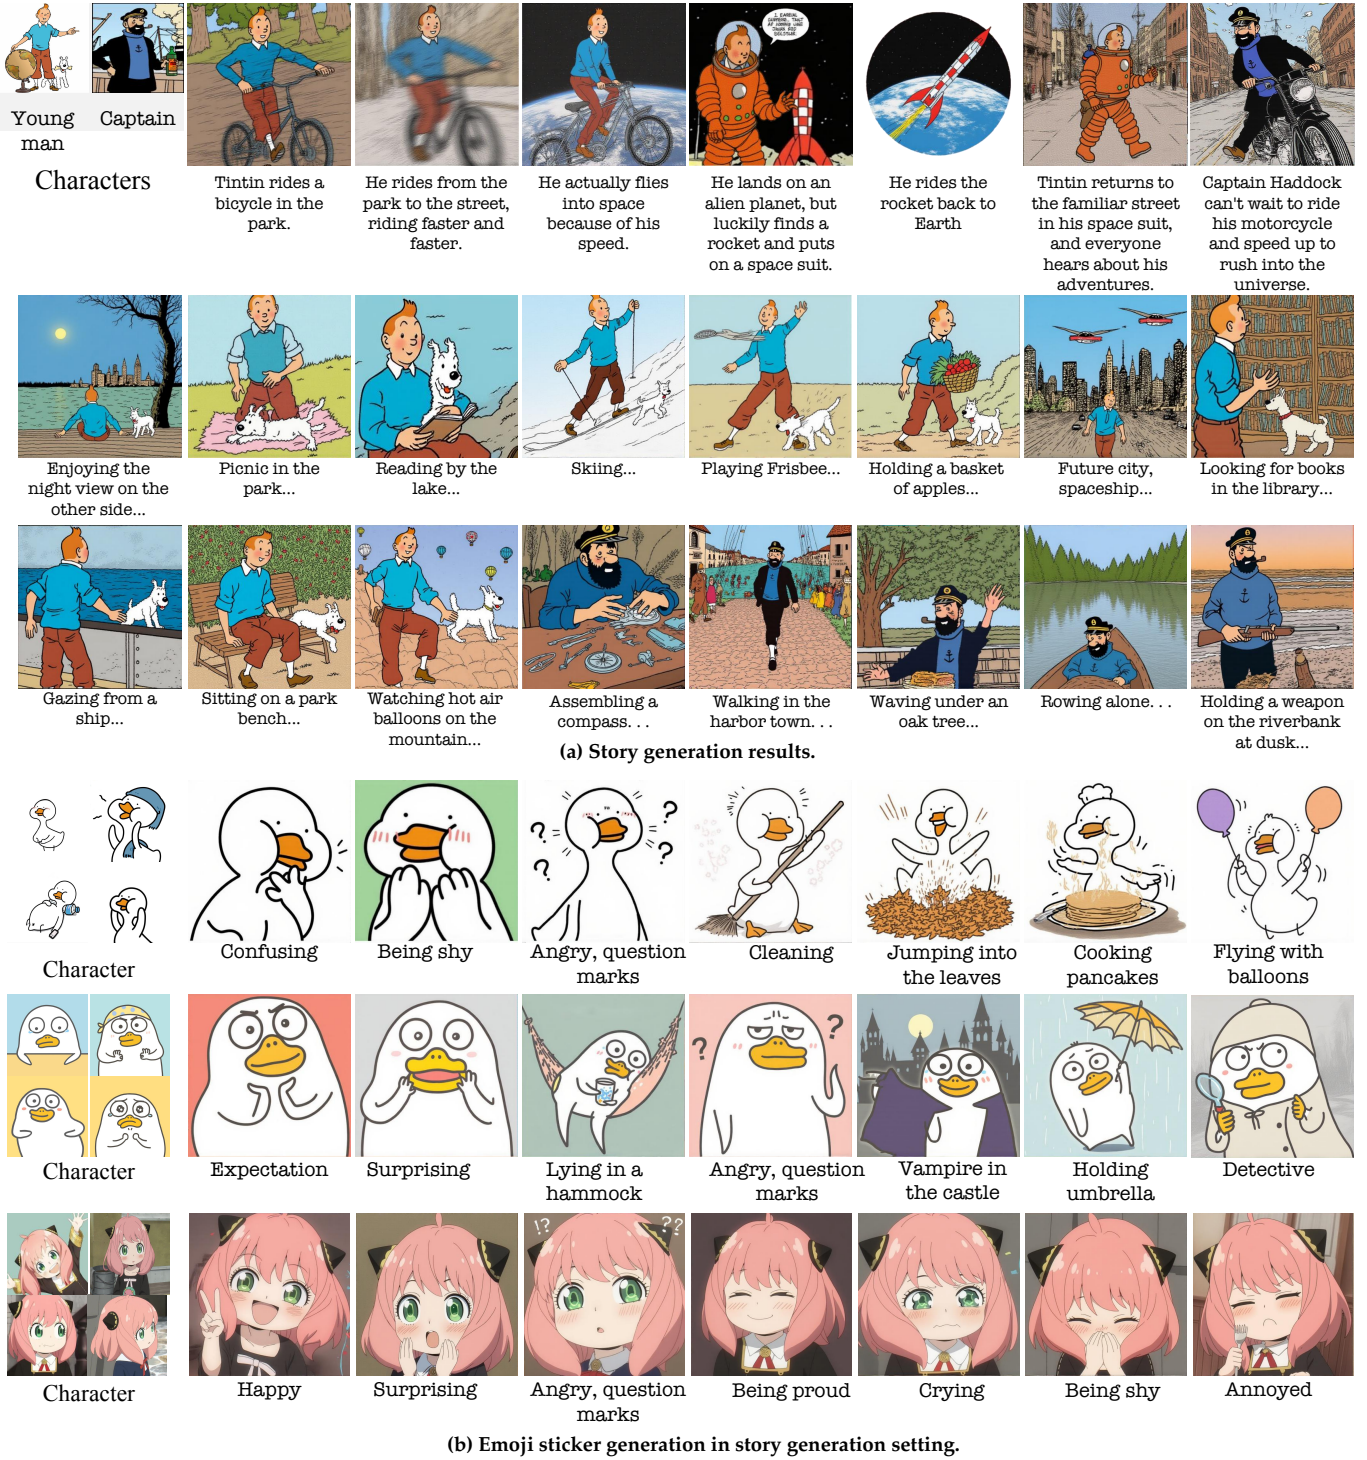 Young
man
Captain
Characters
Tintin rides a
bicycle in the
park.
He rides from the
park to the street,
riding faster and
faster.
He actually flies
into space
because of his
speed.
He lands on an
alien planet, but
luckily finds a
rocket and puts
on a space suit.
He rides the
rocket back to
Earth
Tintin returns to
the familiar street
in his space suit,
and everyone
hears about his
adventures.
Captain Haddock
can't wait to ride
his motorcycle
and speed up to
rush into the
universe.
Enjoying the
night view on the
other side...
Picnic in the
park...
Reading by the
lake...
Skiing...
Playing Frisbee...
Holding a basket
of apples...
Future city,
spaceship...
Looking for books
in the library...
Gazing from a
ship...
Sitting on a park
bench...
Watching hot air
balloons on the
mountain...
Assembling a
compass. . .
Walking in the
harbor town. . .
Waving under an
oak tree...
Rowing alone. . .
Holding a weapon
on the riverbank
at dusk...
(a) Story generation results.
Character
Confusing
Being shy
? ? ? ?
Angry, question
marks
Cleaning
Jumping into
the leaves
Cooking
pancakes
Flying with
balloons
Character
Expectation
Surprising
Lying in a
hammock
? ?
Angry, question
marks
Vampire in
the castle
Holding
umbrella
Detective
Character
Happy
Surprising
!? ??
Angry, question
marks
Being proud
Crying
Being shy
Annoyed
(b) Emoji sticker generation in story generation setting.